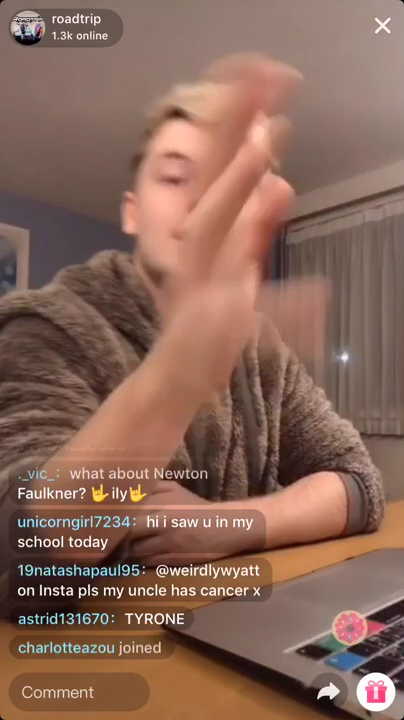 roadtrip
1.3k online
._vic_: what about Newton
Faulkner? 🤟ily🤟
unicorngirl7234: hi i saw u in my
school today
19natashapaul95: @weirdlywyatt
on Insta pls my uncle has cancer x
astrid131670: TYRONE
charlotteazou joined
Comment